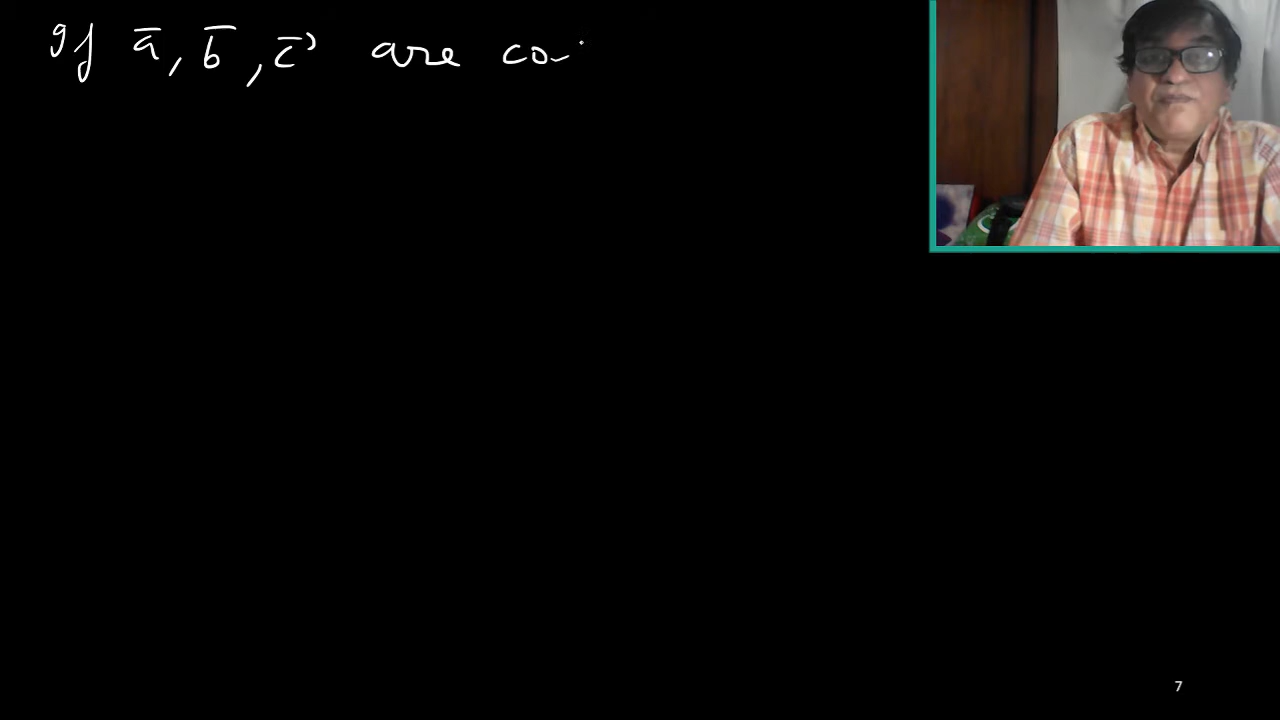 If a̅, b̅, c̅ are co-
7